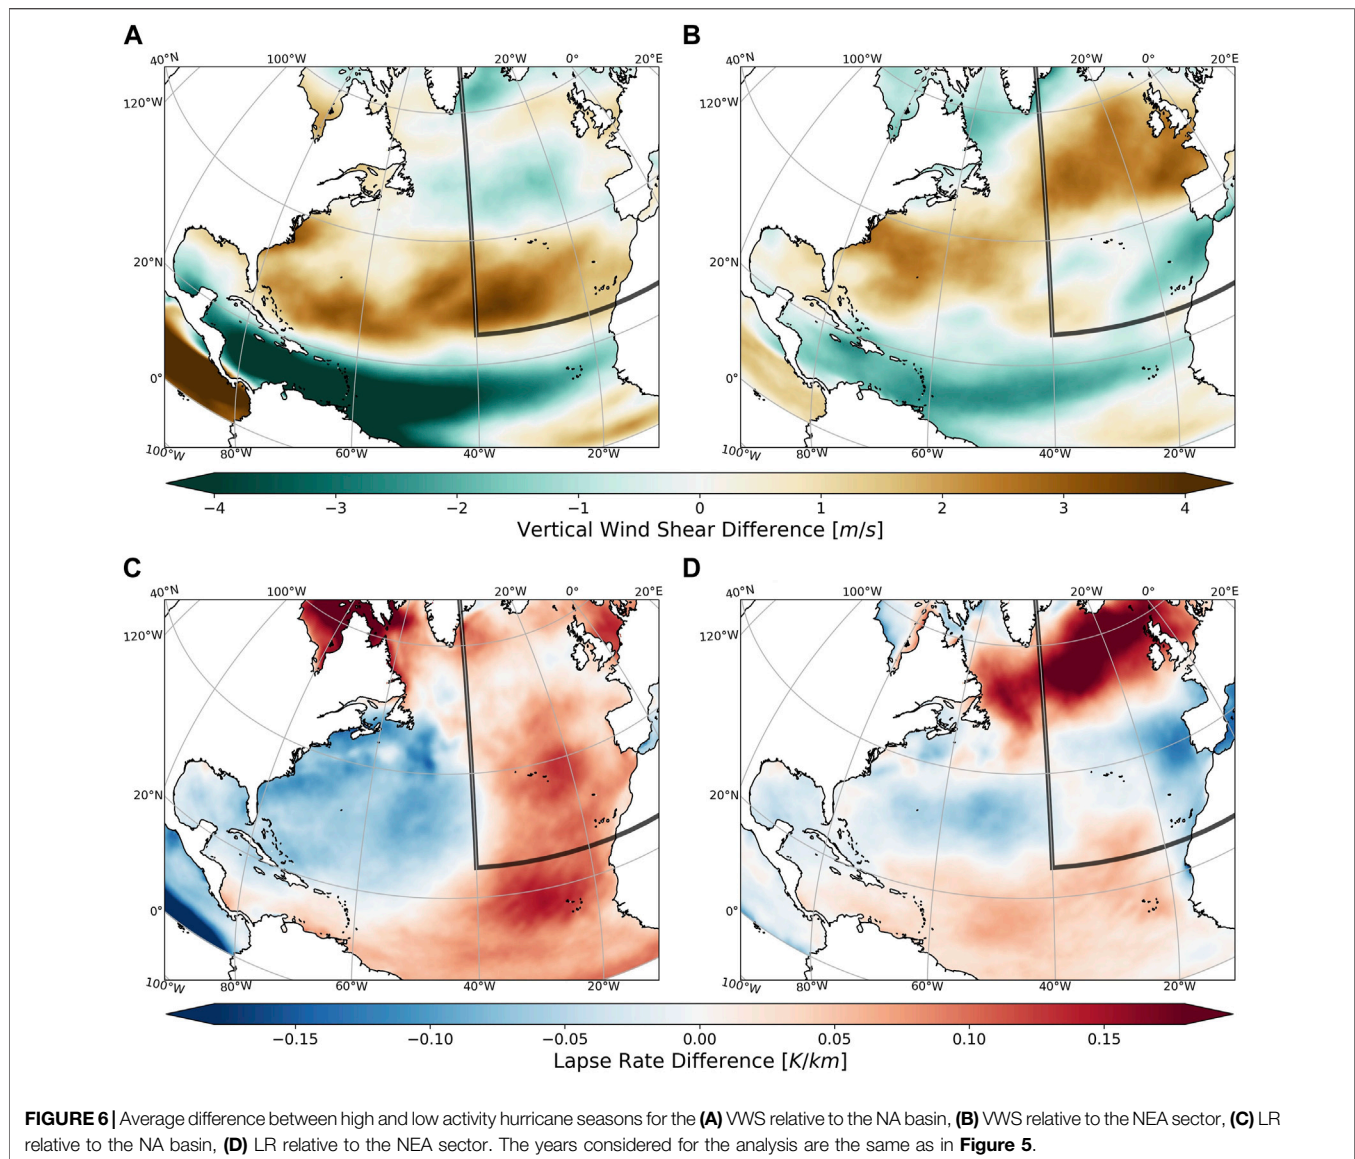 A
B
40°N 100°W 20°W 0° 20°E
40°N 100°W 20°W 0° 20°E
120°W
120°W
20°N
20°N
0°
0°
100°W 80°W 60°W 40°W 20°W
100°W 80°W 60°W 40°W 20°W
−4 −3 −2 −1 0 1 2 3 4
Vertical Wind Shear Difference [m/s]
C
D
40°N 100°W 20°W 0° 20°E
40°N 100°W 20°W 0° 20°E
120°W
120°W
20°N
20°N
0°
0°
100°W 80°W 60°W 40°W 20°W
100°W 80°W 60°W 40°W 20°W
−0.15 −0.10 −0.05 0.00 0.05 0.10 0.15
Lapse Rate Difference [K/km]
FIGURE 6 | Average difference between high and low activity hurricane seasons for the (A) VWS relative to the NA basin, (B) VWS relative to the NEA sector, (C) LR
relative to the NA basin, (D) LR relative to the NEA sector. The years considered for the analysis are the same as in Figure 5.